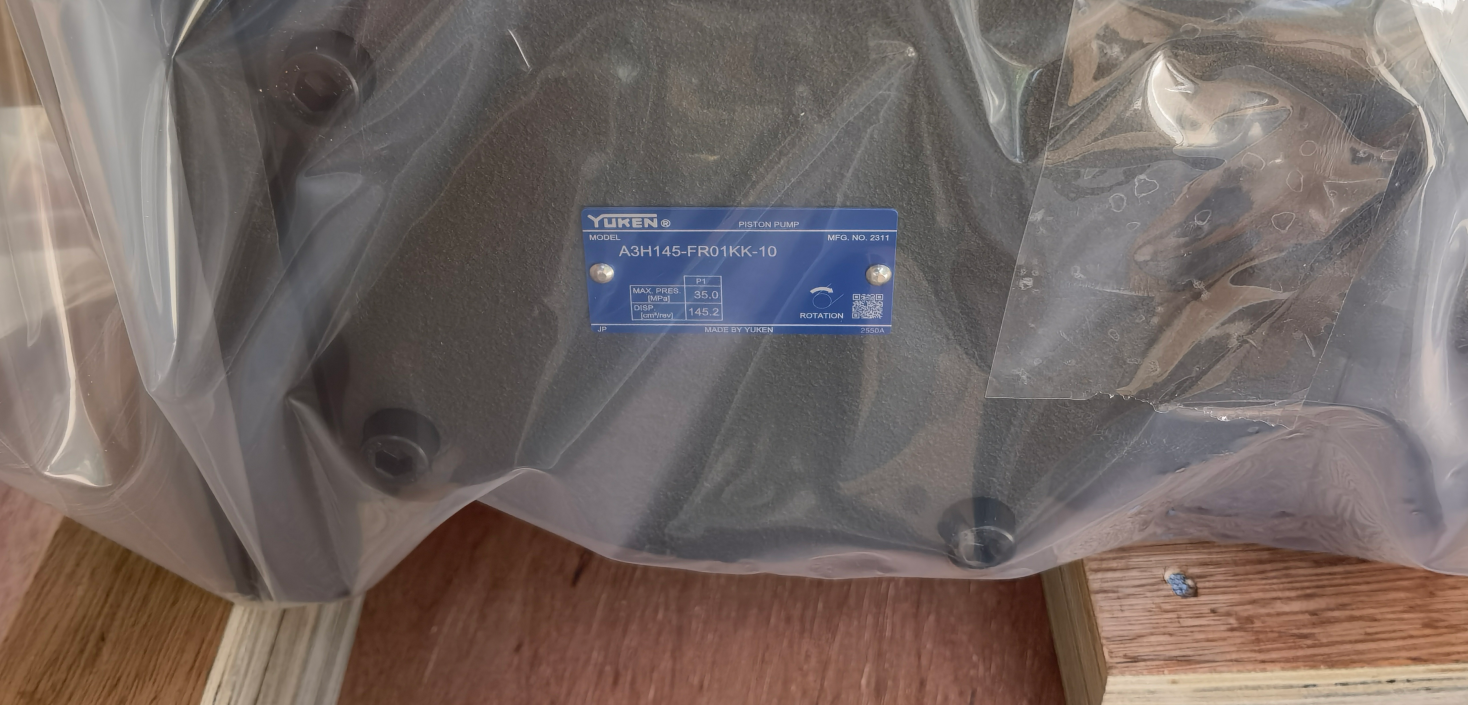 YUKEN® PISTON PUMP
MODEL MFG. NO. 2311
A3H145-FR01KK-10
P1
MAX. PRES. [MPa] 35.0
DISP. [cm³/rev] 145.2
ROTATION
JP MADE BY YUKEN 2550A